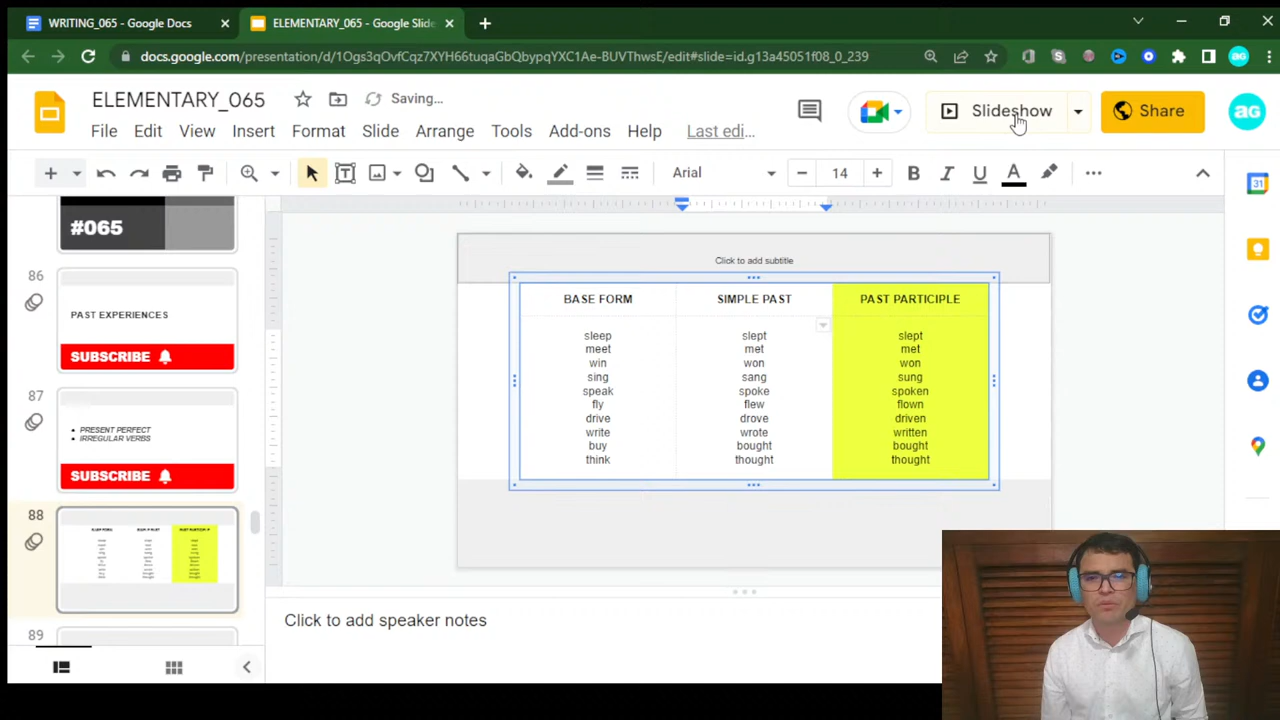 WRITING_065 - Google Docs
ELEMENTARY_065 - Google Slide
docs.google.com/presentation/d/1Ogs3qOvfCqz7XYH66tuqaGbQbypqYXC1Ae-BUVThwsE/edit#slide=id.g13a45051f08_0_239
ELEMENTARY_065
Saving...
Slideshow
Share
ag
File Edit View Insert Format Slide Arrange Tools Help Last edi...
Arial
14
#065
86
PAST EXPERIENCES
SUBSCRIBE
87
• PRESENT PERFECT
• IRREGULAR VERBS
SUBSCRIBE
88
89
Click to add subtitle
BASE FORM SIMPLE PAST PAST PARTICIPLE
sleep slept slept
meet met met
win won won
sing sang sung
speak spoke spoken
fly flew flown
drive drove driven
write wrote written
buy bought bought
think thought thought
Click to add speaker notes